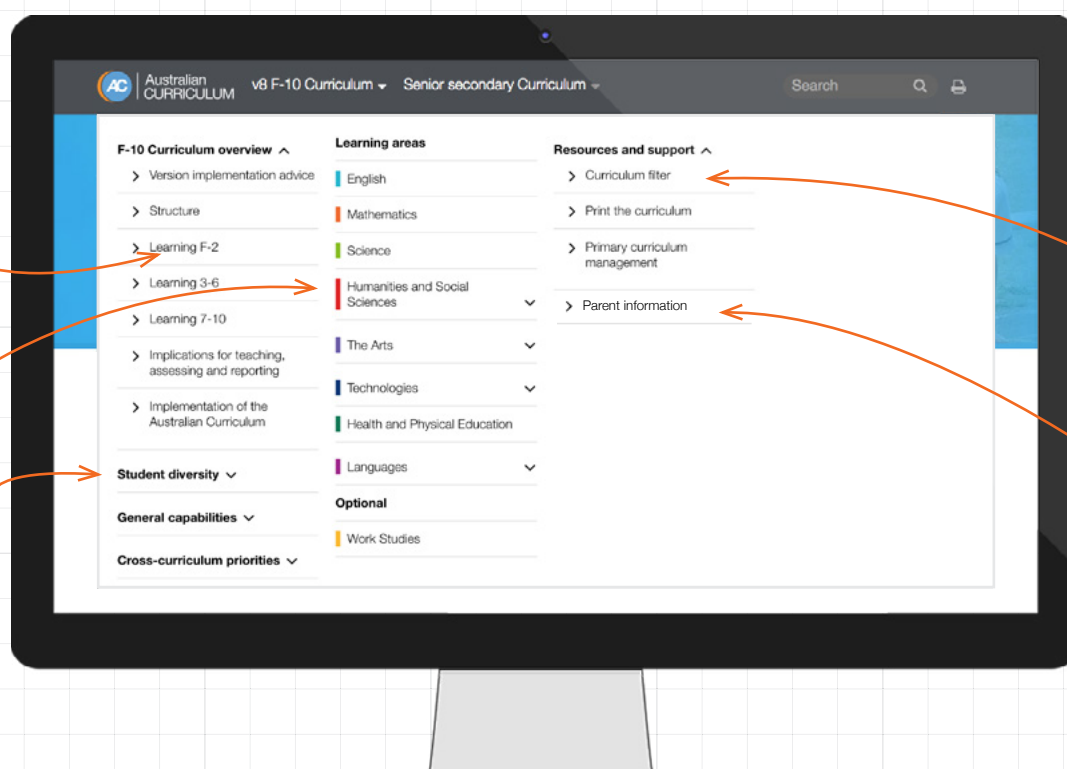 AC
Australian
CURRICULUM
v8 F-10 Curriculum
Senior secondary Curriculum
Search
F-10 Curriculum overview
Version implementation advice
Structure
Learning F-2
Learning 3-6
Learning 7-10
Implications for teaching,
assessing and reporting
Implementation of the
Australian Curriculum
Student diversity
General capabilities
Cross-curriculum priorities
Learning areas
English
Mathematics
Science
Humanities and Social
Sciences
The Arts
Technologies
Health and Physical Education
Languages
Optional
Work Studies
Resources and support
Curriculum filter
Print the curriculum
Primary curriculum
management
Parent information